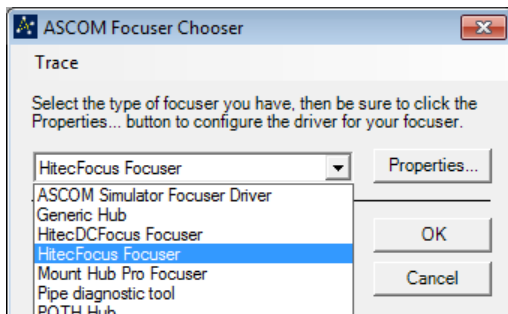 ASCOM Focuser Chooser
Trace
Select the type of focuser you have, then be sure to click the
Properties... button to configure the driver for your focuser.
HitecFocus Focuser
Properties...
ASCOM Simulator Focuser Driver
Generic Hub
HitecDCFocus Focuser
HitecFocus Focuser
Mount Hub Pro Focuser
Pipe diagnostic tool
POTH Hub
OK
Cancel